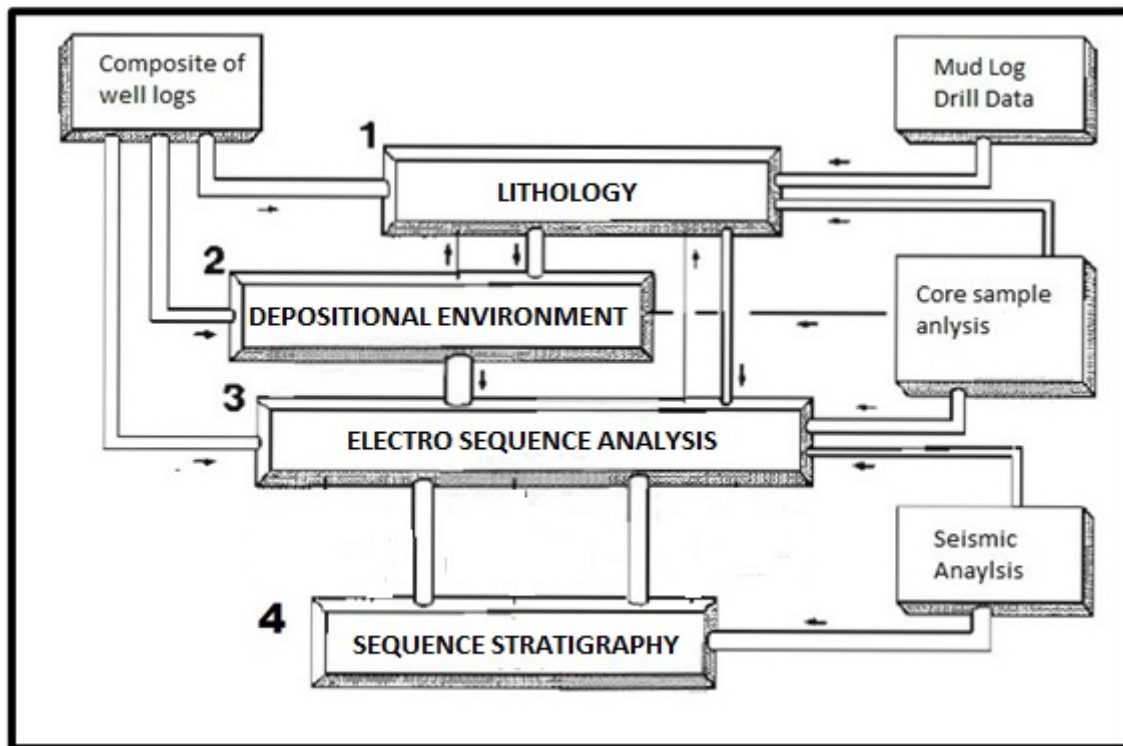 Composite of
well logs
Mud Log
Drill Data
1
LITHOLOGY
2
DEPOSITIONAL ENVIRONMENT
Core sample
anlysis
3
ELECTRO SEQUENCE ANALYSIS
Seismic
Anaylsis
4
SEQUENCE STRATIGRAPHY